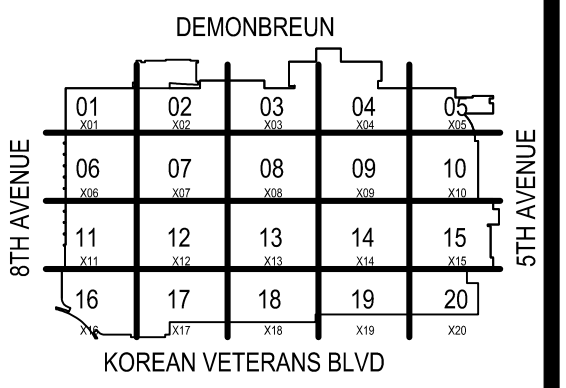 DEMONBREUN
01 02 03 04 05
X01 X02 X03 X04 X05
8TH AVENUE
5TH AVENUE
06 07 08 09 10
X06 X07 X08 X09 X10
11 12 13 14 15
X11 X12 X13 X14 X15
16 17 18 19 20
X16 X17 X18 X19 X20
KOREAN VETERANS BLVD